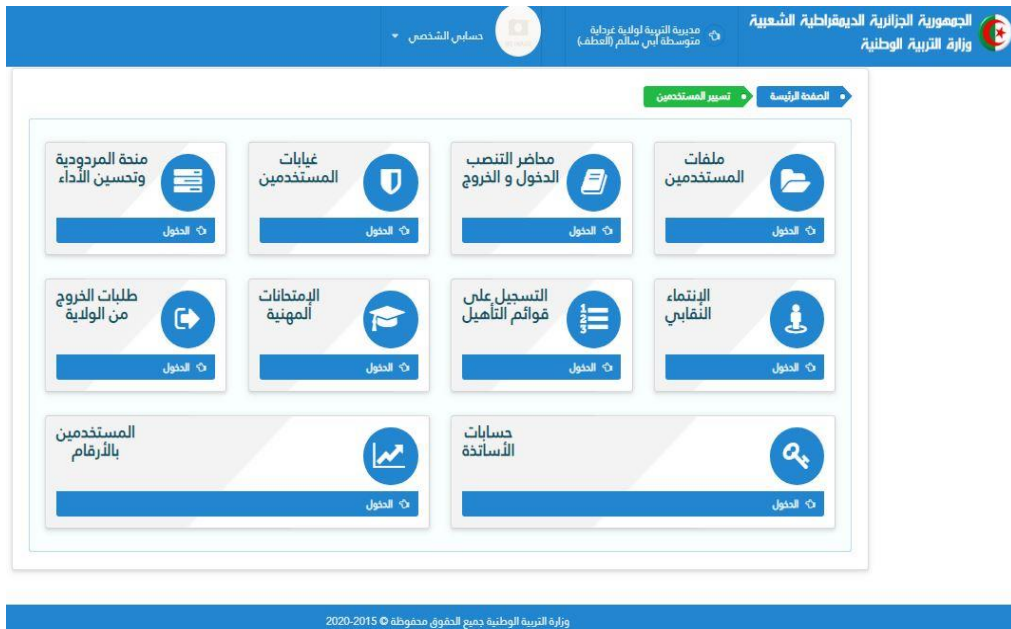 الجمهورية الجزائرية الديمقراطية الشعبية
وزارة التربية الوطنية
مديرية التربية لولاية غرداية
متوسطة أبي سالم (العطف)
حسابي الشخصي
الصفحة الرئيسة
تسيير المستخدمين
ملفات
المستخدمين
الدخول
محاضر التنصب
الدخول و الخروج
الدخول
غيابات
المستخدمين
الدخول
منحة المردودية
وتحسين الأداء
الدخول
الإنتماء
النقابي
الدخول
التسجيل على
قوائم التأهيل
الدخول
الإمتحانات
المهنية
الدخول
طلبات الخروج
من الولاية
الدخول
حسابات
الأساتذة
الدخول
المستخدمين
بالأرقام
الدخول
وزارة التربية الوطنية جميع الحقوق محفوظة © 2015-2020